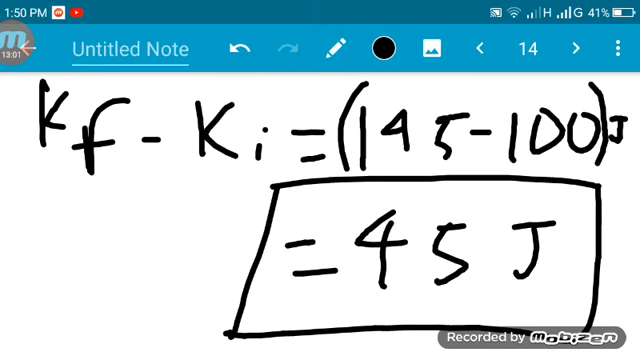 1:50 PM H G 41%
M 13:01 Untitled Note 14
Kf - Ki = (145-100)J
= 45 J
Recorded by mobizen